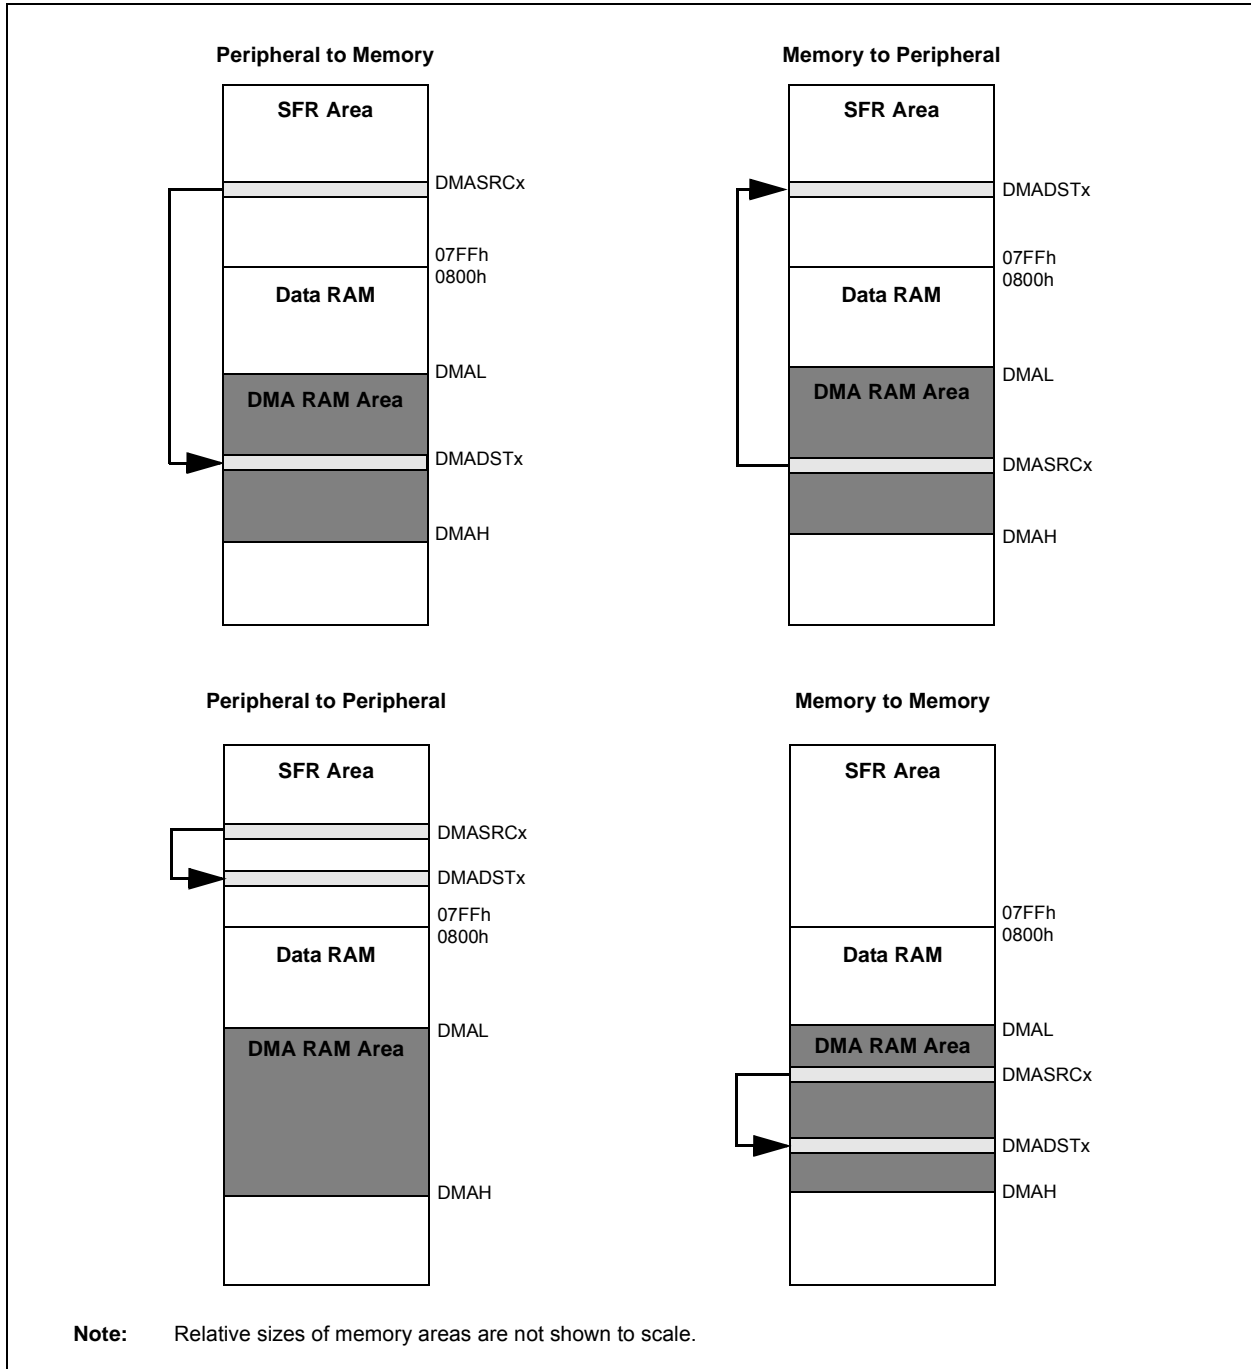 Peripheral to Memory
SFR Area
DMASRCx
07FFh
0800h
Data RAM
DMAL
DMA RAM Area
DMADSTx
DMAH
Memory to Peripheral
SFR Area
DMADSTx
07FFh
0800h
Data RAM
DMAL
DMA RAM Area
DMASRCx
DMAH
Peripheral to Peripheral
SFR Area
DMASRCx
DMADSTx
07FFh
0800h
Data RAM
DMAL
DMA RAM Area
DMAH
Memory to Memory
SFR Area
07FFh
0800h
Data RAM
DMAL
DMA RAM Area
DMASRCx
DMADSTx
DMAH
Note: Relative sizes of memory areas are not shown to scale.